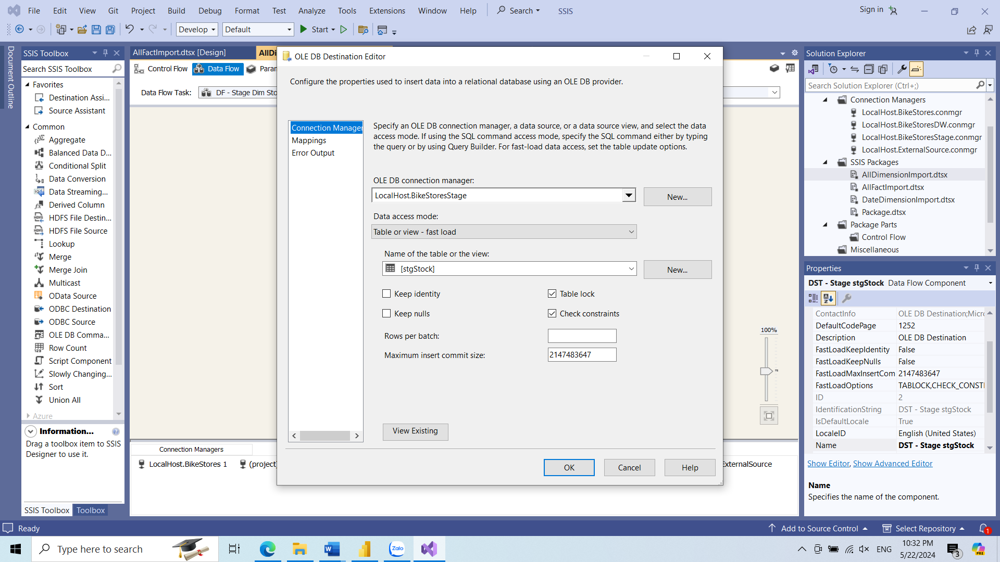 File Edit View Git Project Build Debug Format Test Analyze Tools Extensions Window Help Search SSIS Sign in
Develop Default Start
Document Outline
SSIS Toolbox
Search SSIS Toolbox
Favorites
Destination Assi...
Source Assistant
Common
Aggregate
Balanced Data D...
Conditional Split
Data Conversion
Data Streaming...
Derived Column
HDFS File Destin...
HDFS File Source
Lookup
Merge
Merge Join
Multicast
OData Source
ODBC Destination
ODBC Source
OLE DB Comma...
Row Count
Script Component
Slowly Changing...
Sort
Union All
Azure
Information...
Drag a toolbox item to SSIS
Designer to use it.
SSIS Toolbox Toolbox
AllFactImport.dtsx [Design] AllDi
Control Flow Data Flow Paran
Data Flow Task: DF - Stage Dim Sto
OLE DB Destination Editor
Configure the properties used to insert data into a relational database using an OLE DB provider.
Connection Manager
Mappings
Error Output
Specify an OLE DB connection manager, a data source, or a data source view, and select the data
access mode. If using the SQL command access mode, specify the SQL command either by typing
the query or by using Query Builder. For fast-load data access, set the table update options.
OLE DB connection manager:
LocalHost.BikeStoresStage New...
Data access mode:
Table or view - fast load
Name of the table or the view:
[stgStock] New...
Keep identity Table lock
Keep nulls Check constraints
Rows per batch:
Maximum insert commit size: 2147483647
View Existing
OK Cancel Help
100%
Connection Managers
LocalHost.BikeStores 1 (project) ExternalSource
Solution Explorer
Search Solution Explorer (Ctrl+;)
Connection Managers
LocalHost.BikeStores.conmgr
LocalHost.BikeStoresDW.conmgr
LocalHost.BikeStoresStage.conmgr
LocalHost.ExternalSource.conmgr
SSIS Packages
AllDimensionImport.dtsx
AllFactImport.dtsx
DateDimensionImport.dtsx
Package.dtsx
Package Parts
Control Flow
Miscellaneous
Properties
DST - Stage stgStock Data Flow Component
ContactInfo OLE DB Destination;Micro
DefaultCodePage 1252
Description OLE DB Destination
FastLoadKeepIdentity False
FastLoadKeepNulls False
FastLoadMaxInsertCom 2147483647
FastLoadOptions TABLOCK,CHECK_CONSTI
ID 2
IdentificationString DST - Stage stgStock
IsDefaultLocale True
LocaleID English (United States)
Name DST - Stage stgStock
Show Editor, Show Advanced Editor
Name
Specifies the name of the component.
Ready Add to Source Control Select Repository 1
Type here to search Zalo ENG 10:32 PM
5/22/2024 3 PRE